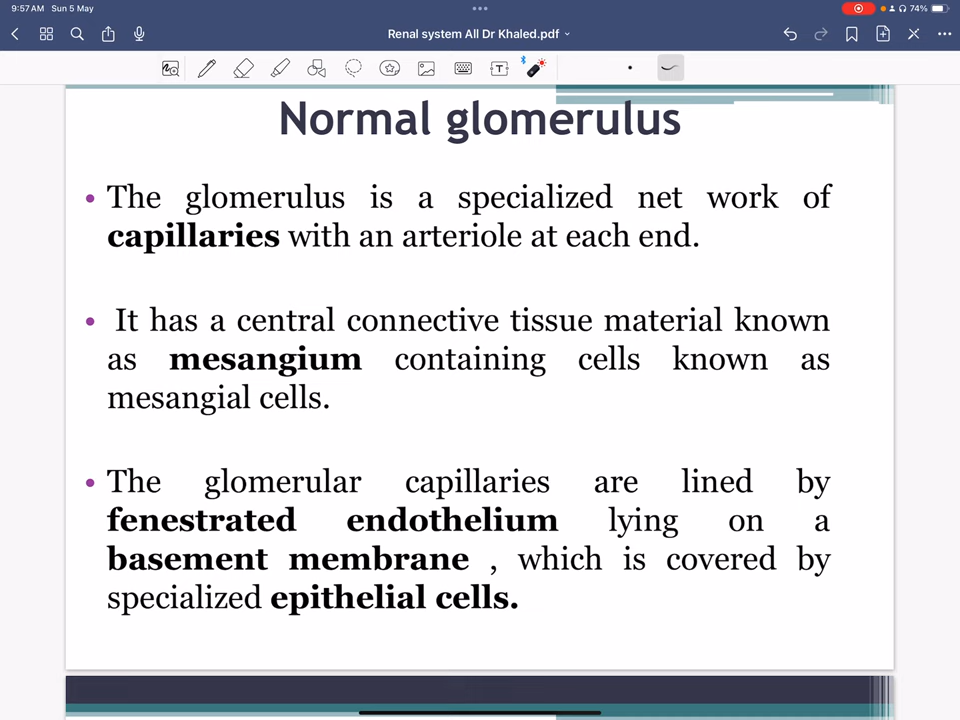 9:57 AM Sun 5 May
74%
Renal system All Dr Khaled.pdf
T
Normal glomerulus
• The glomerulus is a specialized net work of
capillaries with an arteriole at each end.
• It has a central connective tissue material known
as mesangium containing cells known as
mesangial cells.
• The glomerular capillaries are lined by
fenestrated endothelium lying on a
basement membrane , which is covered by
specialized epithelial cells.